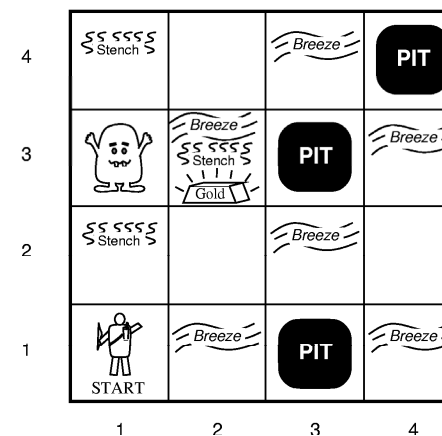 4
Stench
Breeze
PIT
3
Breeze
Stench
Gold
PIT
Breeze
2
Stench
Breeze
1
START
Breeze
PIT
Breeze
1 2 3 4